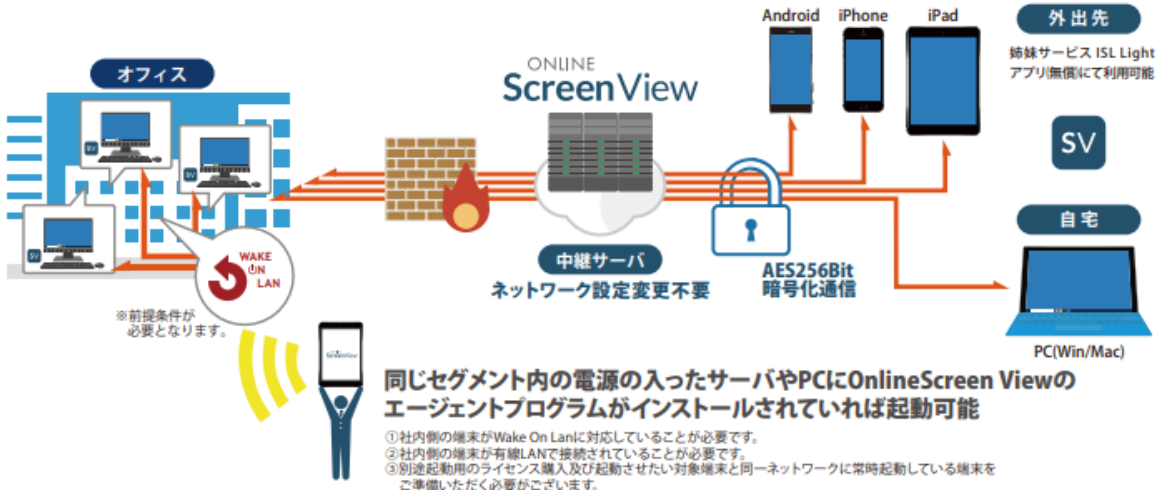 Android iPhone iPad
外出先
姉妹サービス ISL Light
アプリ(無償)にて利用可能
オフィス
ONLINE
ScreenView
SV
SV
SV
SV
自宅
WAKE
ON
LAN
中継サーバ
ネットワーク設定変更不要
AES256Bit
暗号化通信
※前提条件が
必要となります。
PC(Win/Mac)
ScreenView
同じセグメント内の電源の入ったサーバやPCにOnlineScreen Viewの
エージェントプログラムがインストールされていれば起動可能
①社内側の端末がWake On Lanに対応していることが必要です。
②社内側の端末が有線LANで接続されていることが必要です。
③別途起動用のライセンス購入及び起動させたい対象端末と同一ネットワークに常時起動している端末を
ご準備いただく必要がございます。